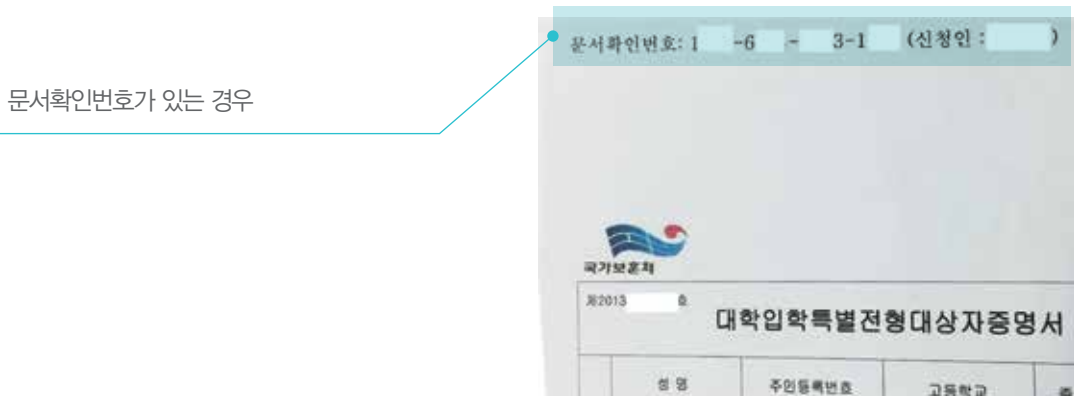 문서확인번호: 1 -6 - 3-1 (신청인 : )
문서확인번호가 있는 경우
국가보훈처
제2013 호
대학입학특별전형대상자증명서
성 명 주민등록번호 고등학교